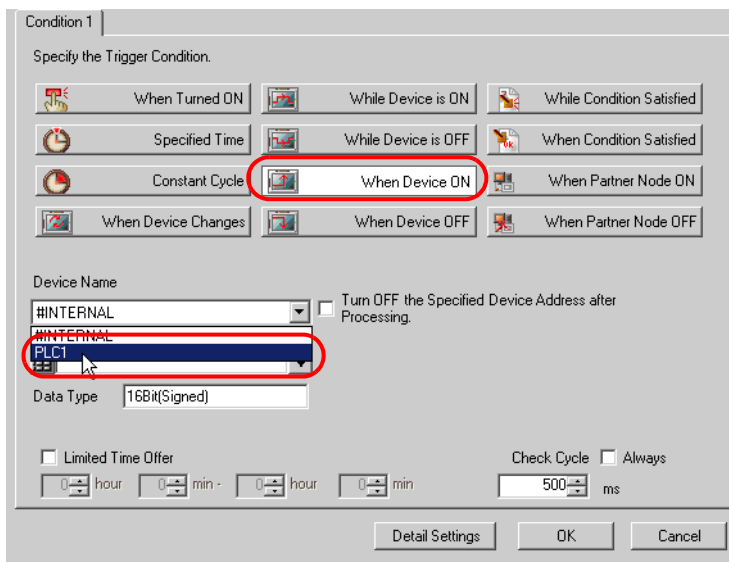 Condition 1
Specify the Trigger Condition.
When Turned ON While Device is ON While Condition Satisfied
Specified Time While Device is OFF When Condition Satisfied
Constant Cycle When Device ON When Partner Node ON
When Device Changes When Device OFF When Partner Node OFF
Device Name
#INTERNAL Turn OFF the Specified Device Address after
Processing.
#INTERNAL
PLC1
Data Type 16Bit(Signed)
Limited Time Offer Check Cycle Always
0 hour 0 min - 0 hour 0 min 500 ms
Detail Settings OK Cancel